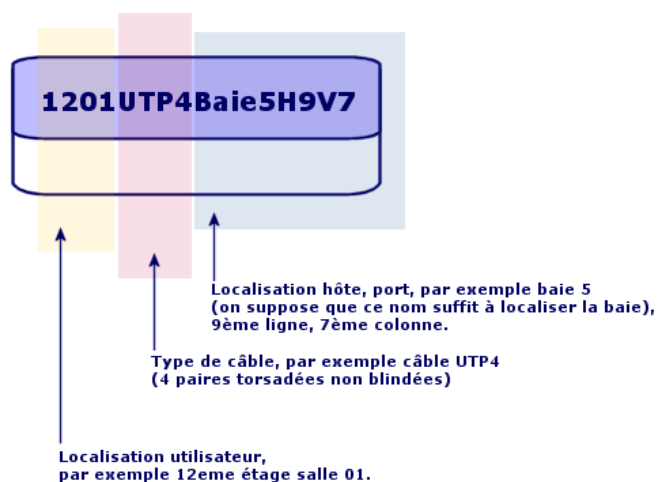 1201UTP4Baie5H9V7
Localisation hôte, port, par exemple baie 5
(on suppose que ce nom suffit à localiser la baie),
9ème ligne, 7ème colonne.
Type de câble, par exemple câble UTP4
(4 paires torsadées non blindées)
Localisation utilisateur,
par exemple 12eme étage salle 01.